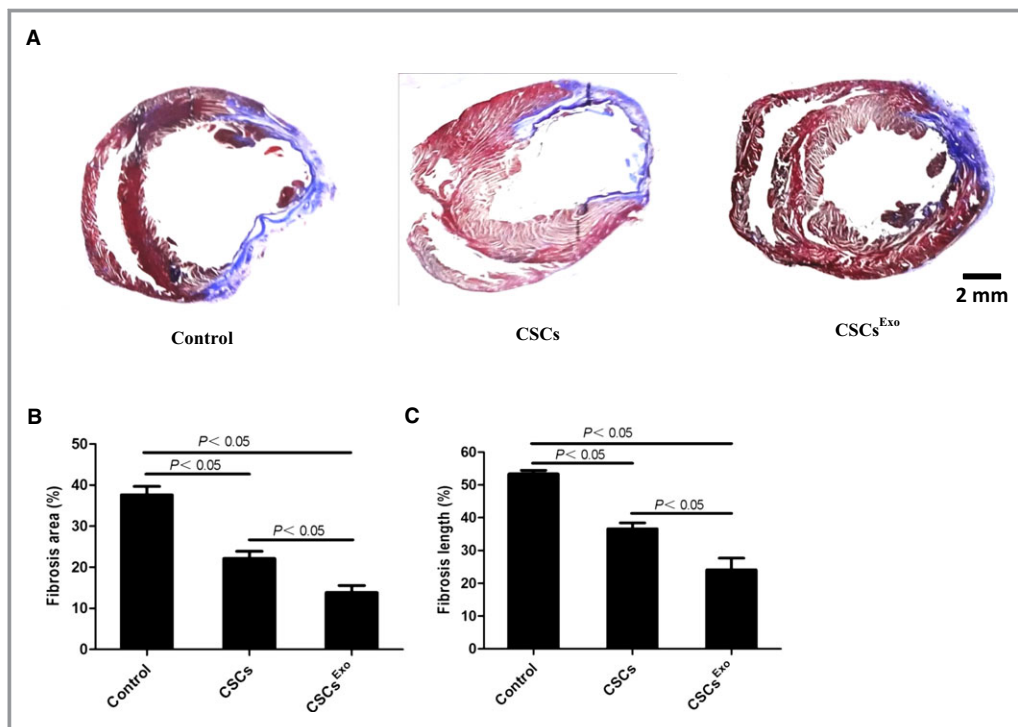 A
Control
CSCs
CSCs^Exo
2 mm
B
Fibrosis area (%)
50
40
30
20
10
0
P< 0.05
P< 0.05
P< 0.05
Control
CSCs
CSCs^Exo
C
Fibrosis length (%)
60
50
40
30
20
10
0
P< 0.05
P< 0.05
P< 0.05
Control
CSCs
CSCs^Exo